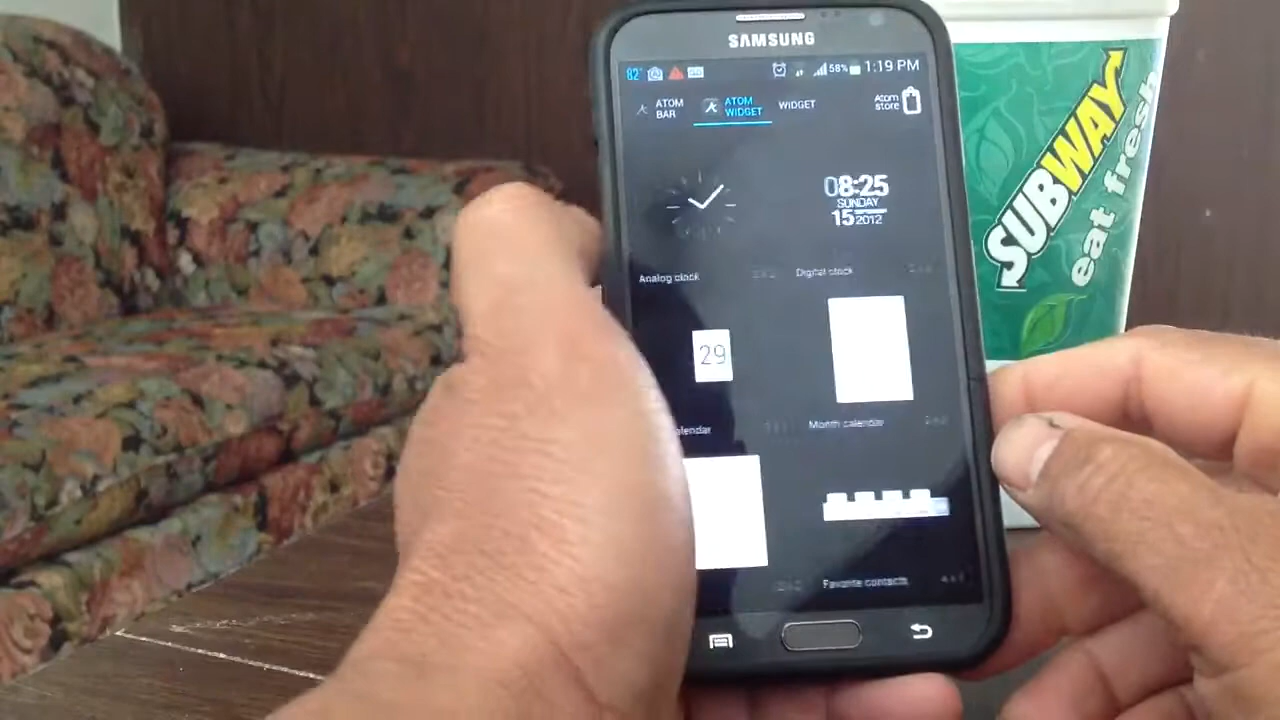 SAMSUNG
82° 58% 1:19 PM
ATOM BAR
ATOM WIDGET
WIDGET
Atom store
08:25
SUNDAY
15 2012
Analog clock
Digital clock
29
Month calendar
Favorite contacts
SUBWAY
eat fresh